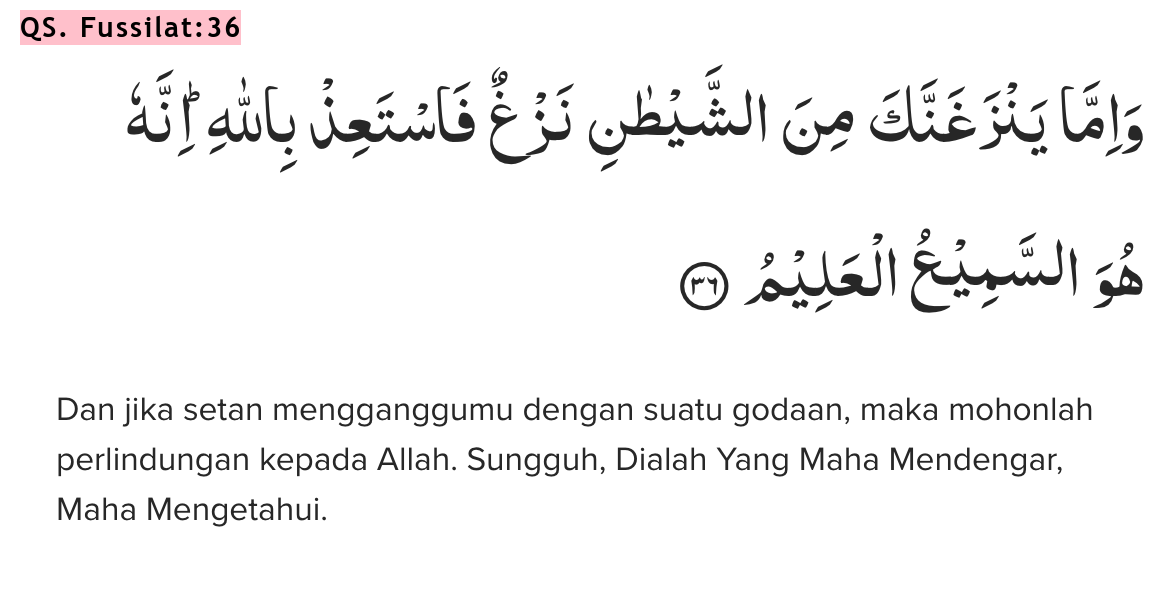 QS. Fussilat:36
وَاِمَّا يَنْزَغَنَّكَ مِنَ الشَّيْطٰنِ نَزْغٌ فَاسْتَعِذْ بِاللّٰهِ ۗاِنَّهٗ
هُوَ السَّمِيْعُ الْعَلِيْمُ ٣٦
Dan jika setan mengganggumu dengan suatu godaan, maka mohonlah
perlindungan kepada Allah. Sungguh, Dialah Yang Maha Mendengar,
Maha Mengetahui.